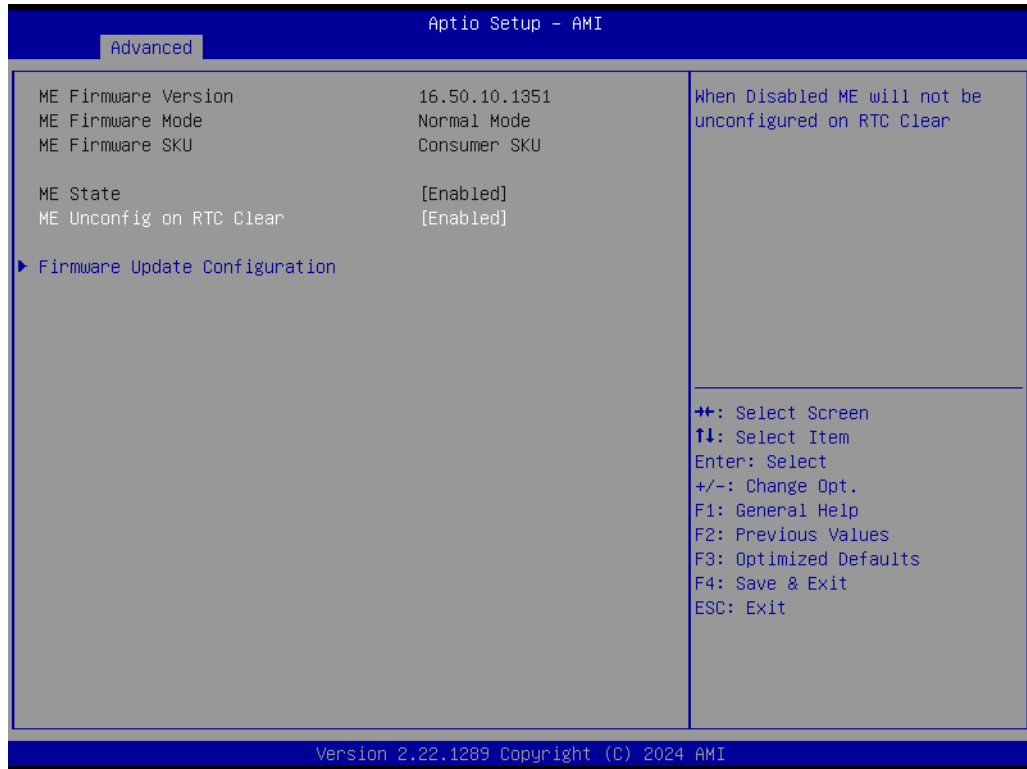 Aptio Setup – AMI
Advanced
ME Firmware Version 16.50.10.1351
ME Firmware Mode Normal Mode
ME Firmware SKU Consumer SKU
ME State [Enabled]
ME Unconfig on RTC Clear [Enabled]
▶ Firmware Update Configuration
When Disabled ME will not be
unconfigured on RTC Clear
→←: Select Screen
↑↓: Select Item
Enter: Select
+/-: Change Opt.
F1: General Help
F2: Previous Values
F3: Optimized Defaults
F4: Save & Exit
ESC: Exit
Version 2.22.1289 Copyright (C) 2024 AMI